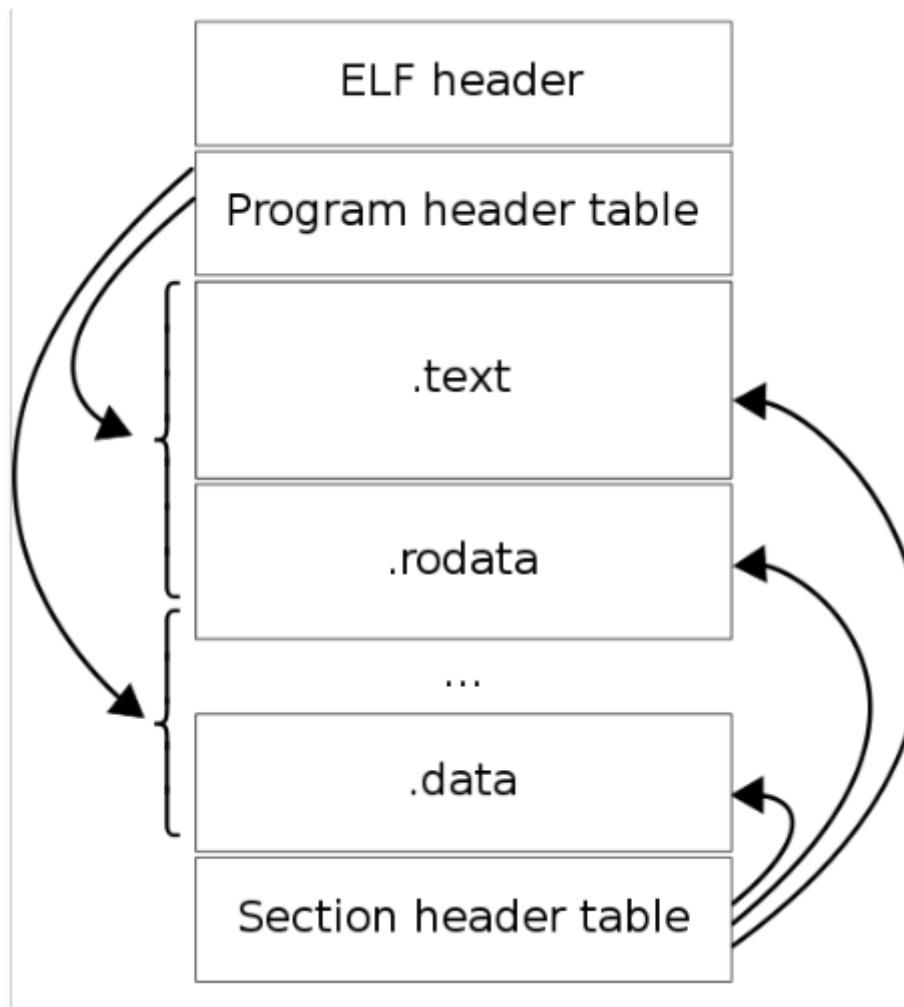 ELF header
Program header table
.text
.rodata
...
.data
Section header table